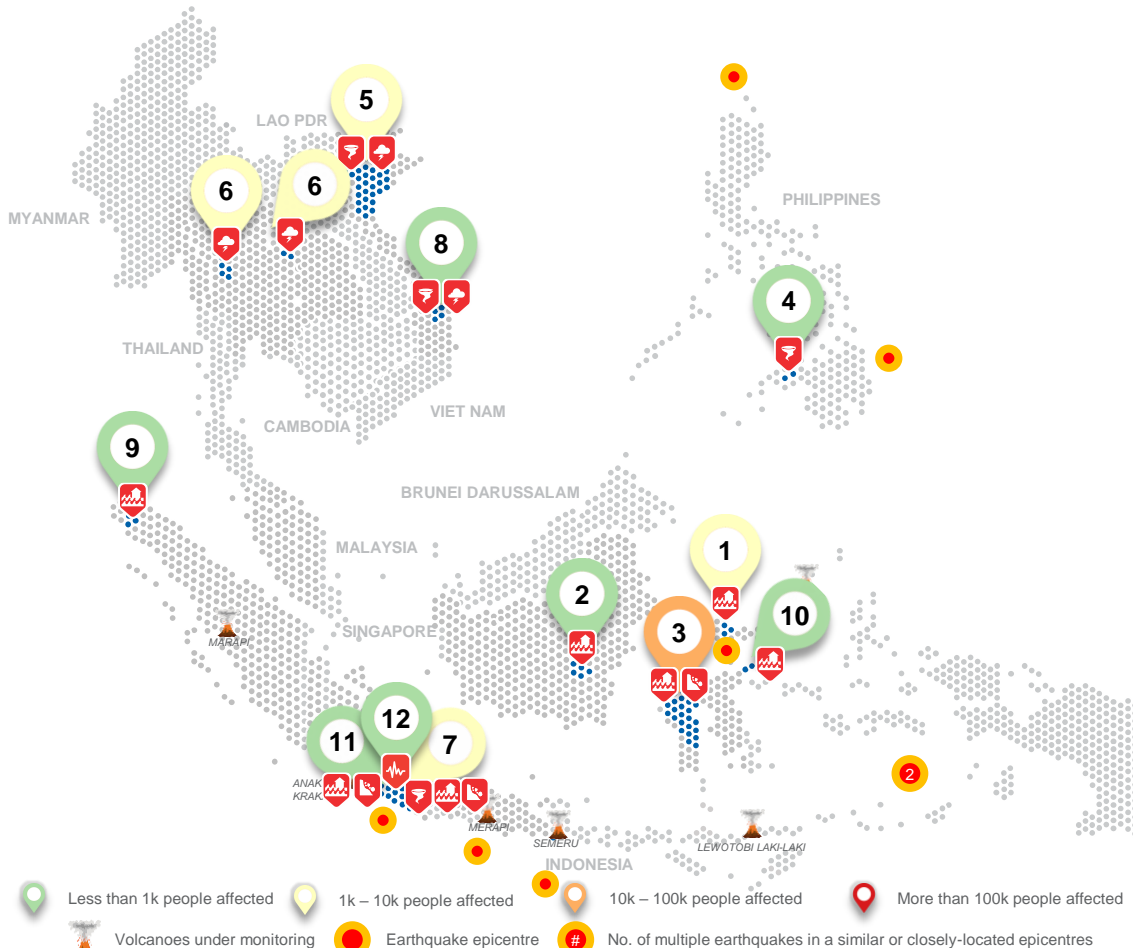 5
LAO PDR
6
6
MYANMAR
PHILIPPINES
8
4
THAILAND
VIET NAM
CAMBODIA
9
BRUNEI DARUSSALAM
MALAYSIA
1
2
10
SINGAPORE
3
MARAPI
12
11
7
2
ANAK
KRAK
MERAPI
SEMERU
LEWOTOBI LAKI-LAKI
INDONESIA
Less than 1k people affected
1k – 10k people affected
10k – 100k people affected
More than 100k people affected
Volcanoes under monitoring
Earthquake epicentre
# No. of multiple earthquakes in a similar or closely-located epicentres